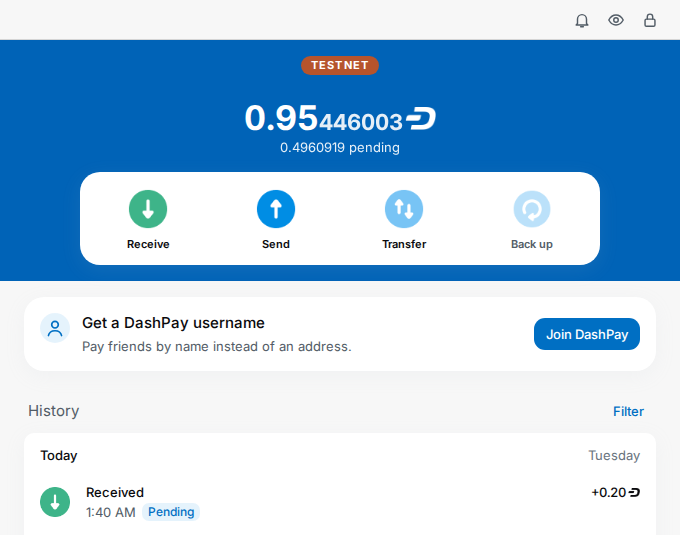 TESTNET
0.95446003
0.4960919 pending
Receive
Send
Transfer
Back up
Get a DashPay username
Pay friends by name instead of an address.
Join DashPay
History
Filter
Today
Tuesday
Received
+0.20
1:40 AM
Pending